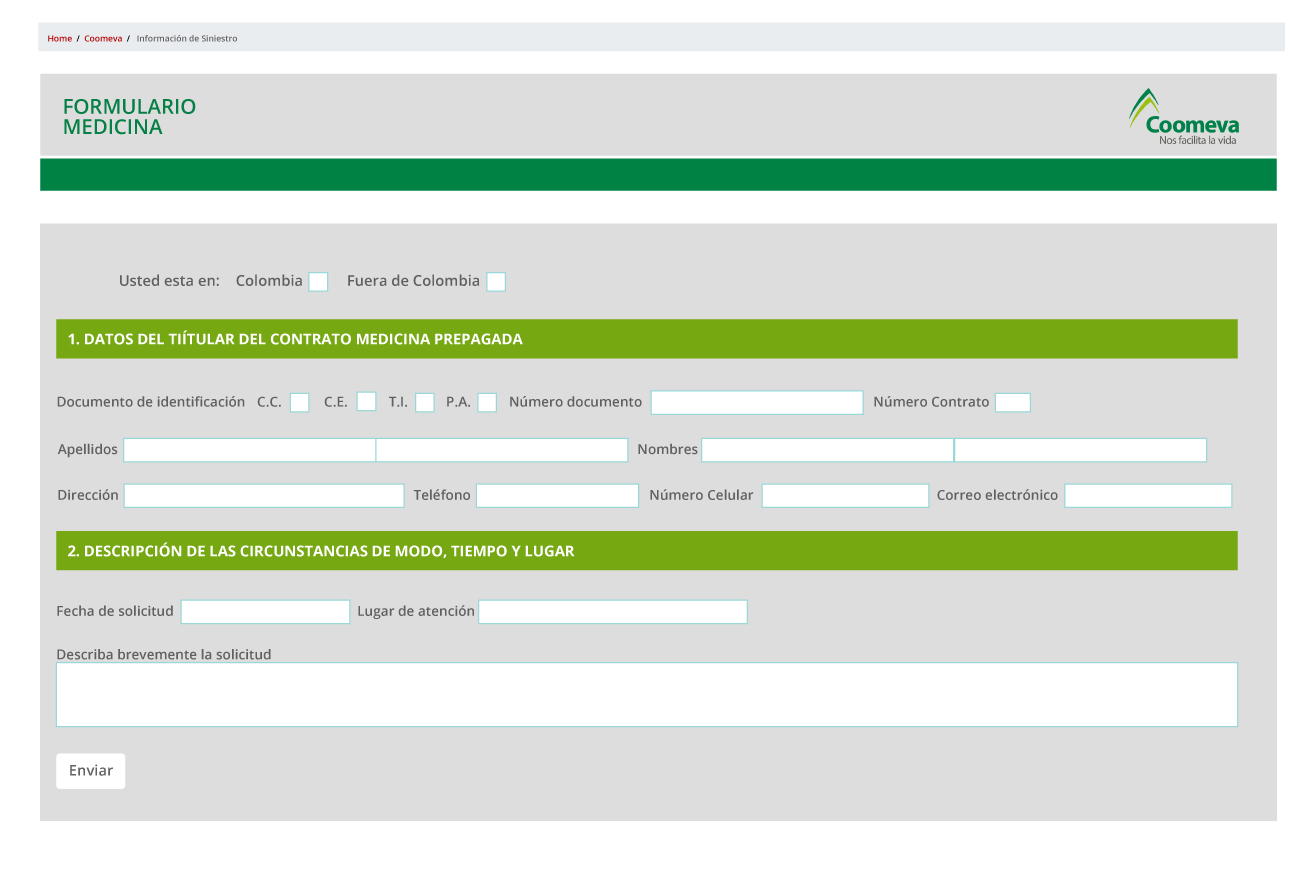 Home / Coomeva / Información de Siniestro
FORMULARIO
MEDICINA
Coomeva
Nos facilita la vida
Usted esta en: Colombia Fuera de Colombia
1. DATOS DEL TIÍTULAR DEL CONTRATO MEDICINA PREPAGADA
Documento de identificación C.C. C.E. T.I. P.A. Número documento Número Contrato
Apellidos Nombres
Dirección Teléfono Número Celular Correo electrónico
2. DESCRIPCIÓN DE LAS CIRCUNSTANCIAS DE MODO, TIEMPO Y LUGAR
Fecha de solicitud Lugar de atención
Describa brevemente la solicitud
Enviar